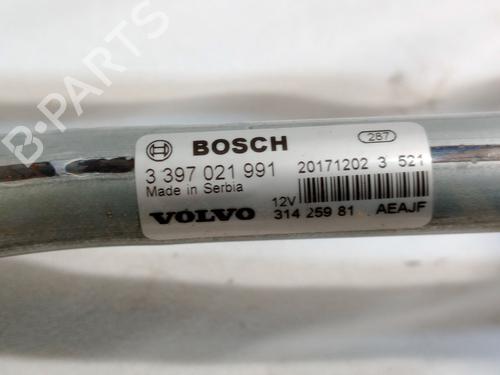 B-PARTS
BOSCH 287
3 397 021 991 20171202 3 521
Made in Serbia
VOLVO 12V 314 259 81 AEAJF